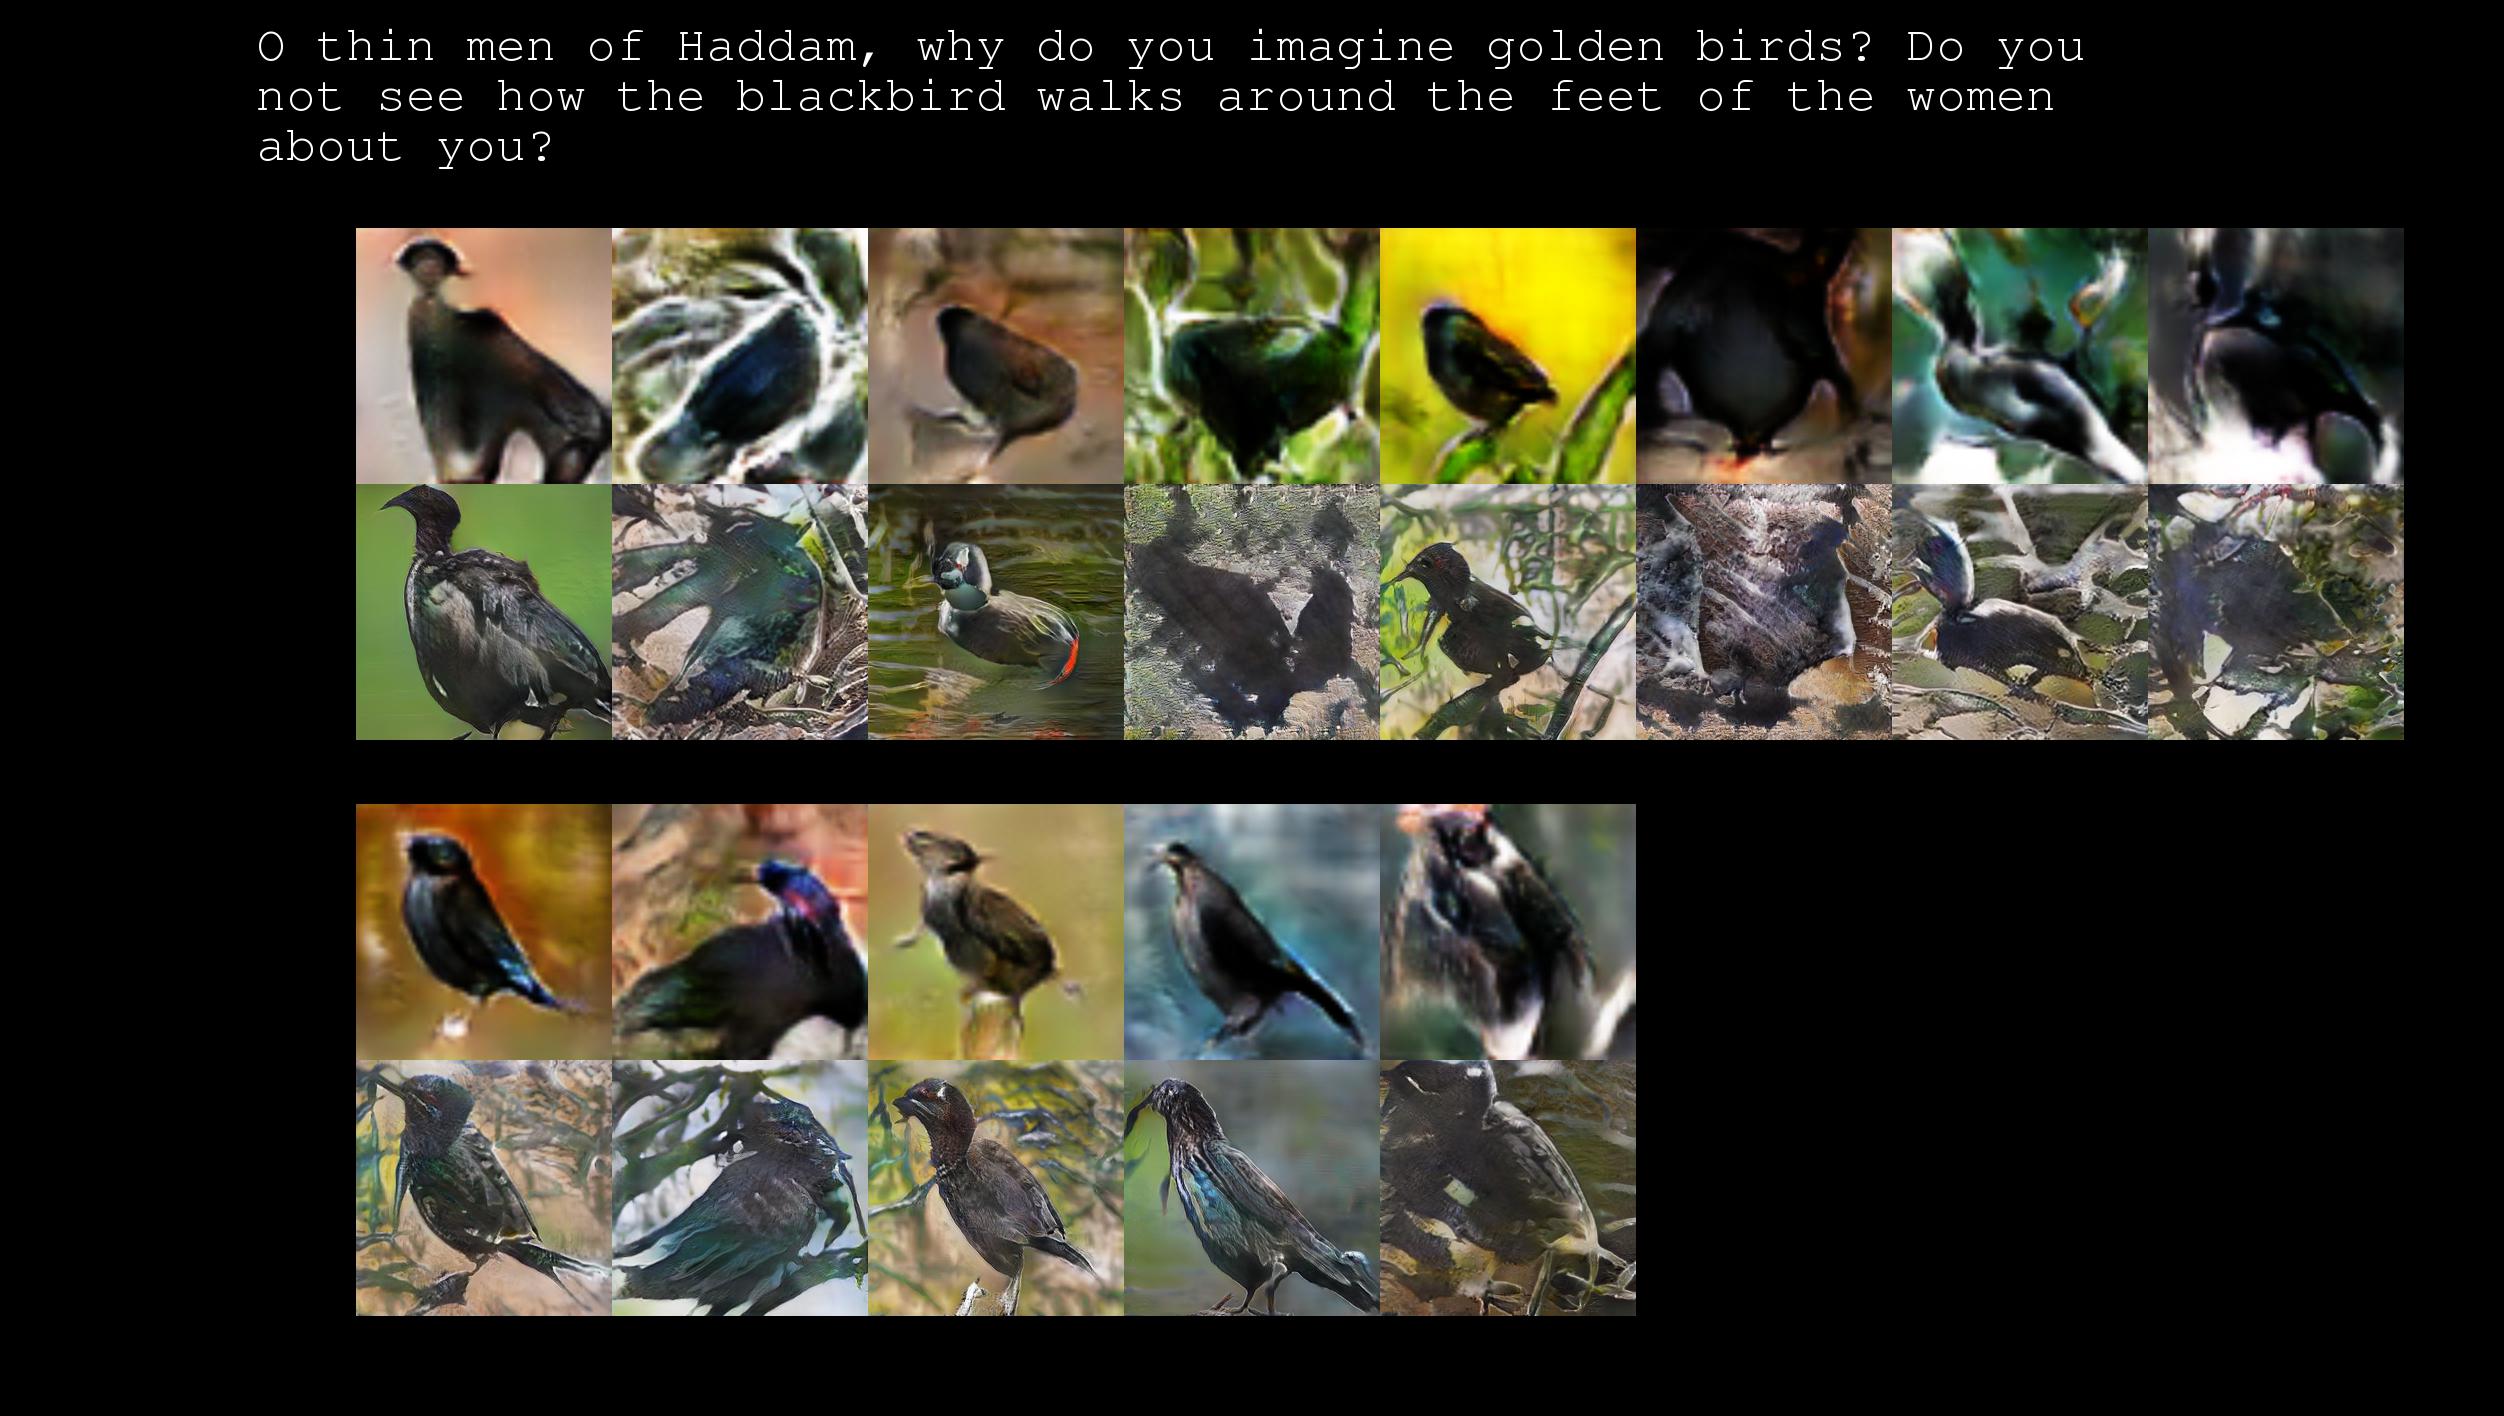 O thin men of Haddam, why do you imagine golden birds? Do you
not see how the blackbird walks around the feet of the women
about you?